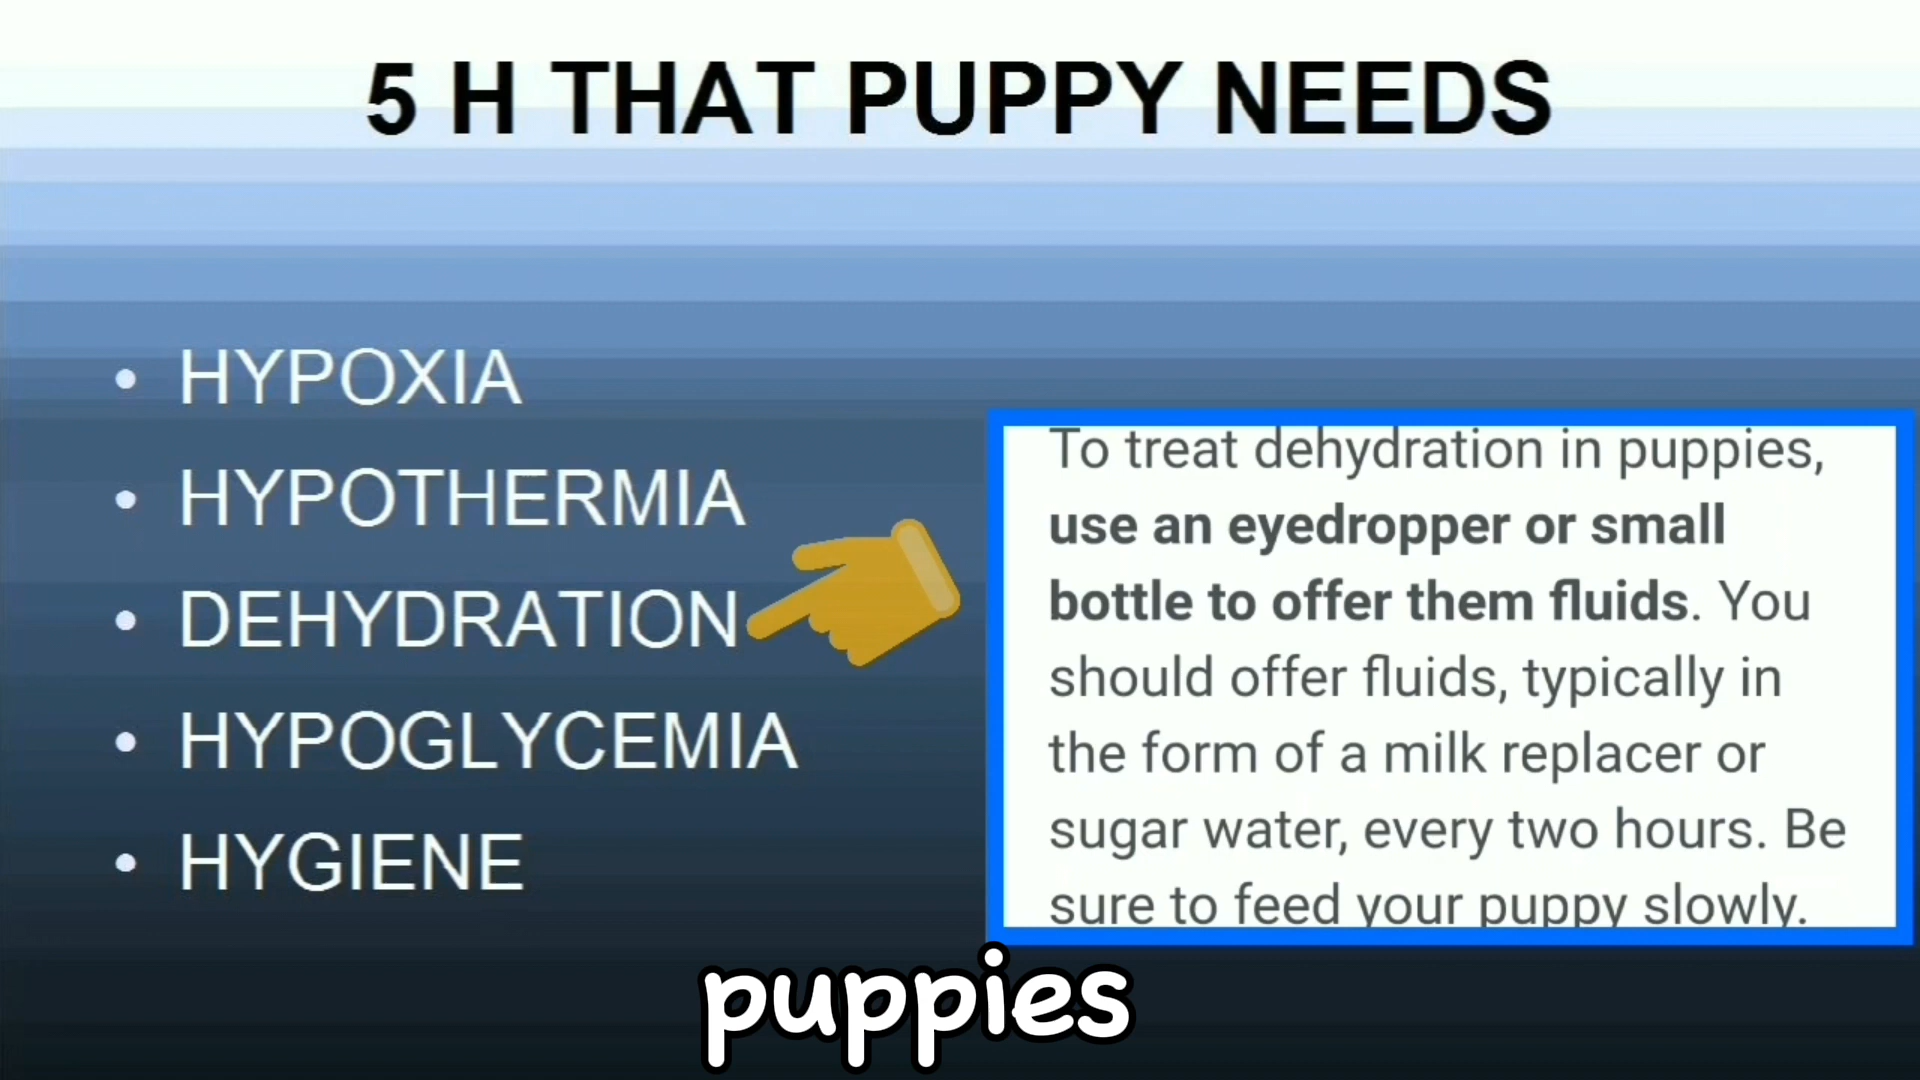 5 H THAT PUPPY NEEDS
• HYPOXIA
• HYPOTHERMIA
• DEHYDRATION
• HYPOGLYCEMIA
• HYGIENE
To treat dehydration in puppies,
use an eyedropper or small
bottle to offer them fluids. You
should offer fluids, typically in
the form of a milk replacer or
sugar water, every two hours. Be
sure to feed your puppy slowly.
puppies